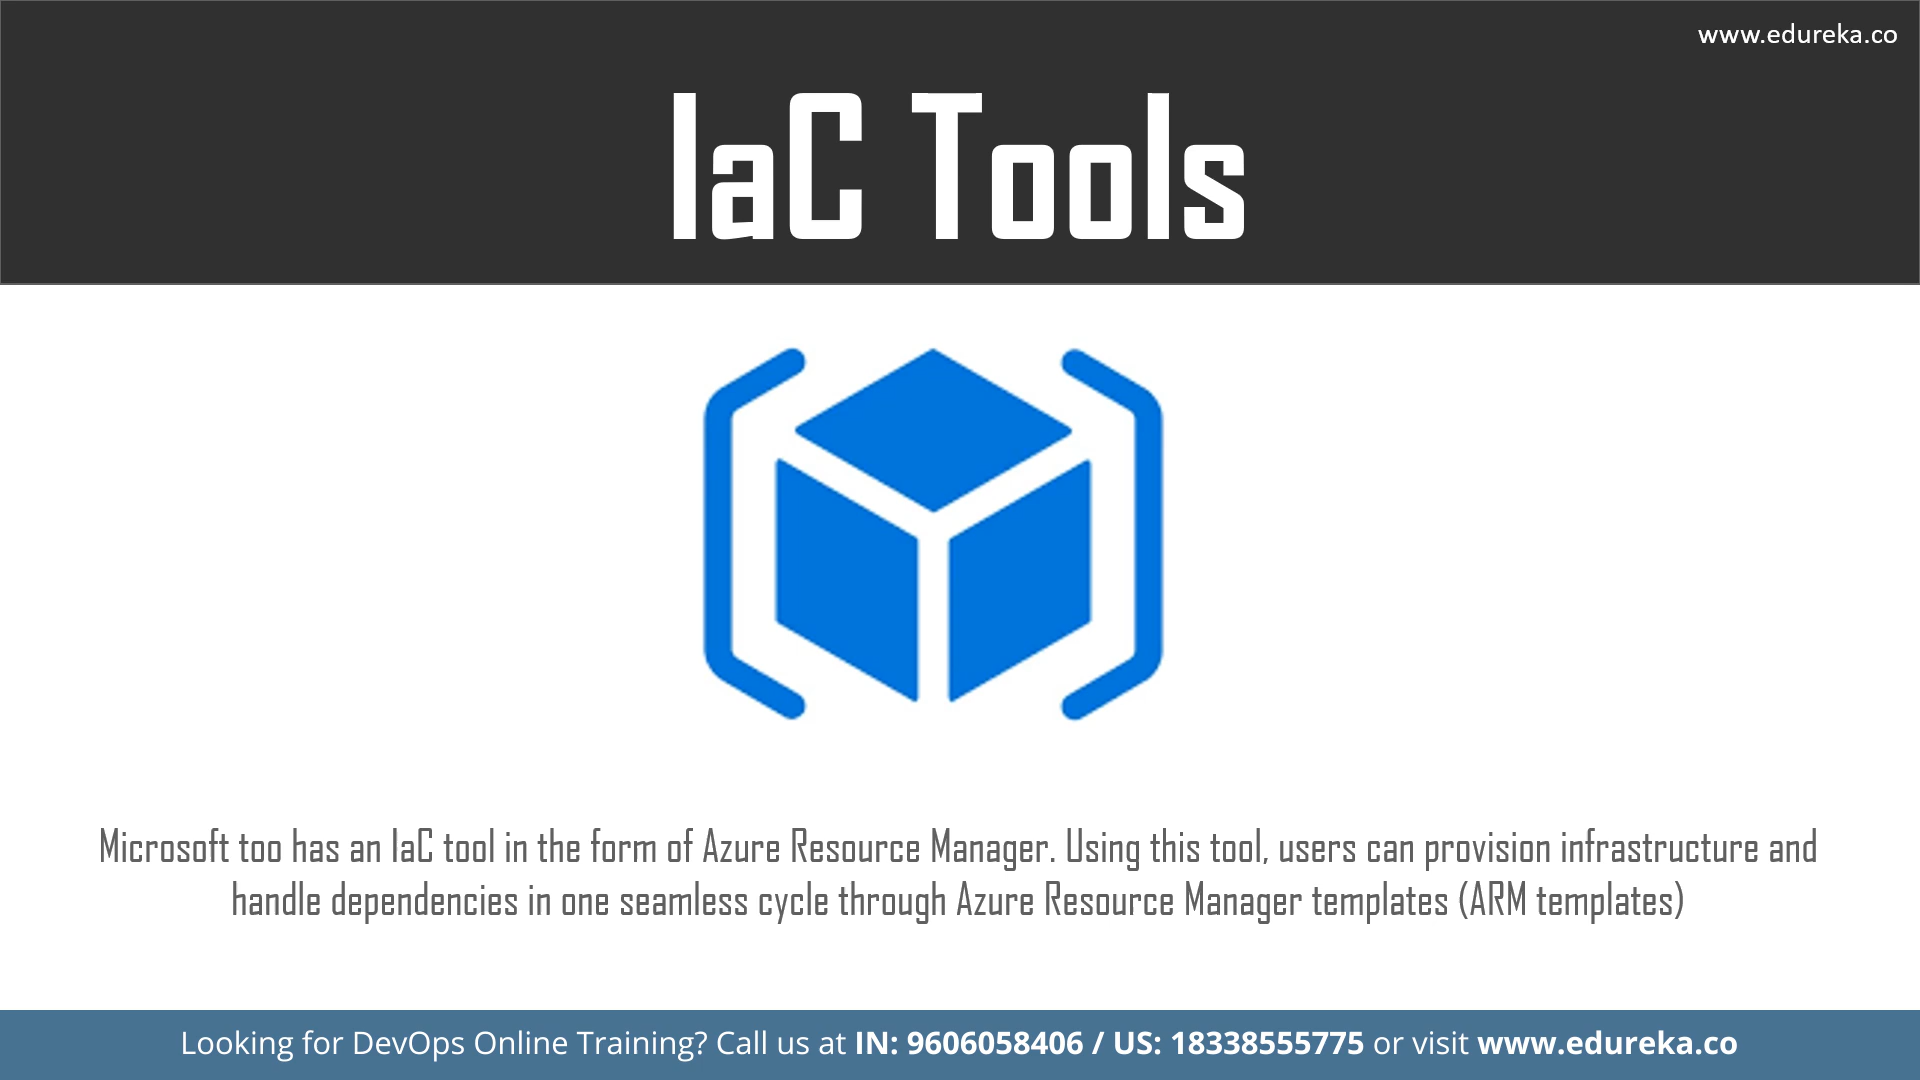 www.edureka.co
IaC Tools
Microsoft too has an IaC tool in the form of Azure Resource Manager. Using this tool, users can provision infrastructure and
handle dependencies in one seamless cycle through Azure Resource Manager templates (ARM templates)
Looking for DevOps Online Training? Call us at IN: 9606058406 / US: 18338555775 or visit www.edureka.co